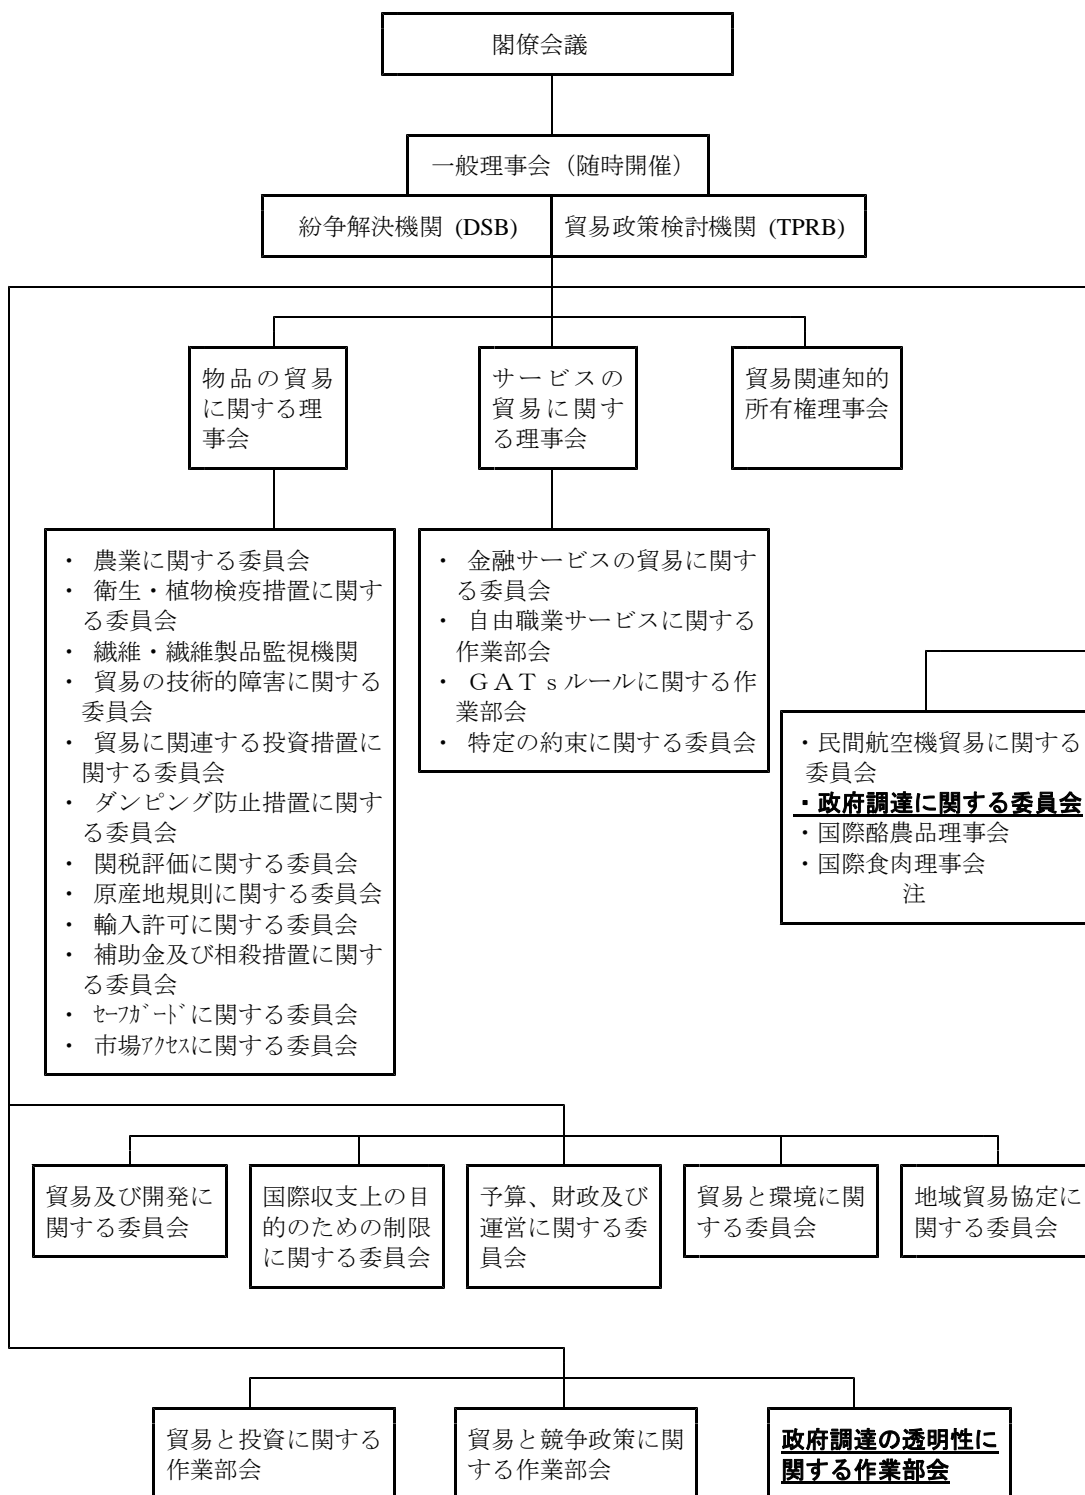 閣僚会議
一般理事会（随時開催）
紛争解決機関 (DSB)
貿易政策検討機関 (TPRB)
物品の貿易
に関する理
事会
サービスの
貿易に関す
る理事会
貿易関連知的
所有権理事会
・ 農業に関する委員会
・ 衛生・植物検疫措置に関す
る委員会
・ 繊維・繊維製品監視機関
・ 貿易の技術的障害に関する
委員会
・ 貿易に関連する投資措置に
関する委員会
・ ダンピング防止措置に関す
る委員会
・ 関税評価に関する委員会
・ 原産地規則に関する委員会
・ 輸入許可に関する委員会
・ 補助金及び相殺措置に関す
る委員会
・ ｾｰﾌｶﾞｰﾄﾞに関する委員会
・ 市場ｱｸｾｽに関する委員会
・ 金融サービスの貿易に関す
る委員会
・ 自由職業サービスに関する
作業部会
・ ＧＡＴｓルールに関する作
業部会
・ 特定の約束に関する委員会
・民間航空機貿易に関する
委員会
・政府調達に関する委員会
・国際酪農品理事会
・国際食肉理事会
注
貿易及び開発に
関する委員会
国際収支上の目
的のための制限
に関する委員会
予算、財政及び
運営に関する委
員会
貿易と環境に関
する委員会
地域貿易協定に
関する委員会
貿易と投資に関する
作業部会
貿易と競争政策に関
する作業部会
政府調達の透明性に
関する作業部会